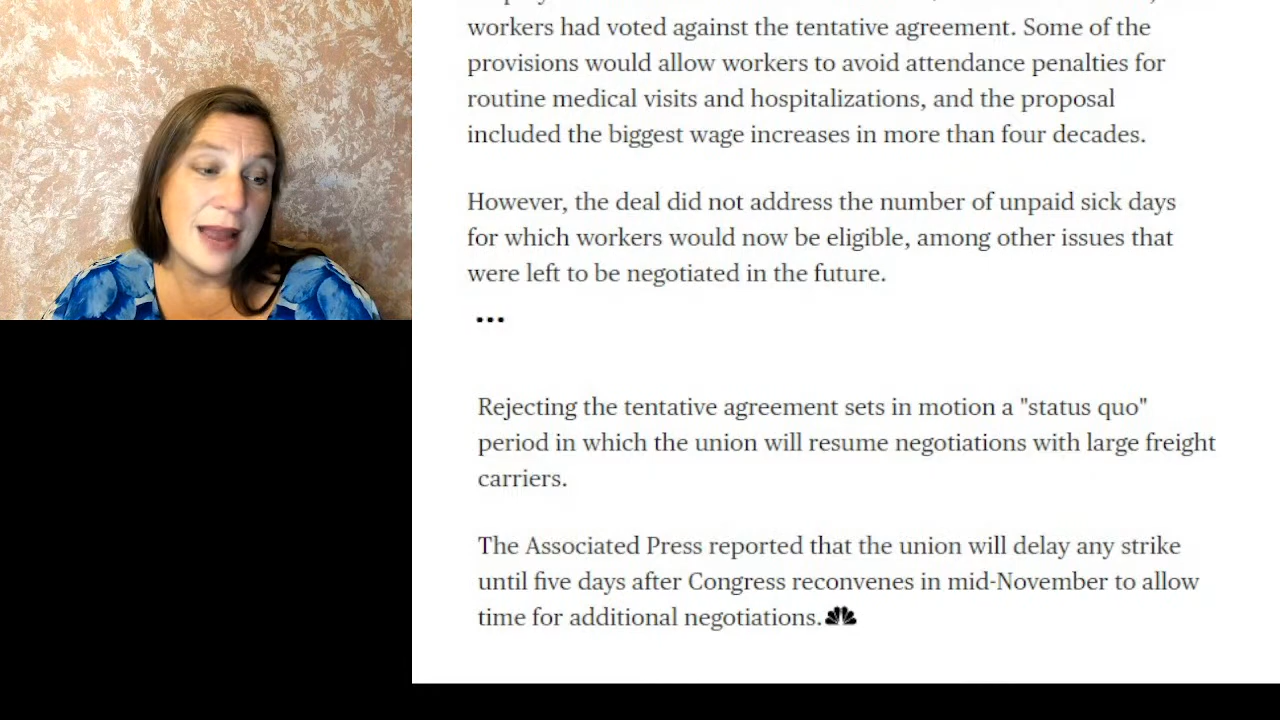 workers had voted against the tentative agreement. Some of the
provisions would allow workers to avoid attendance penalties for
routine medical visits and hospitalizations, and the proposal
included the biggest wage increases in more than four decades.
However, the deal did not address the number of unpaid sick days
for which workers would now be eligible, among other issues that
were left to be negotiated in the future.
...
Rejecting the tentative agreement sets in motion a "status quo"
period in which the union will resume negotiations with large freight
carriers.
The Associated Press reported that the union will delay any strike
until five days after Congress reconvenes in mid-November to allow
time for additional negotiations.